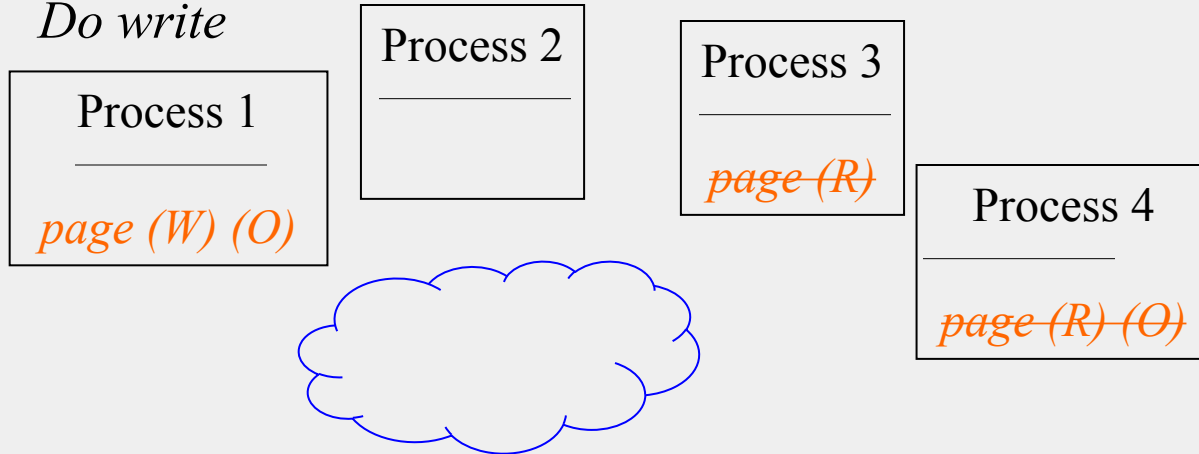 Do write
Process 1
page (W) (O)
Process 2
Process 3
page (R)
Process 4
page (R) (O)